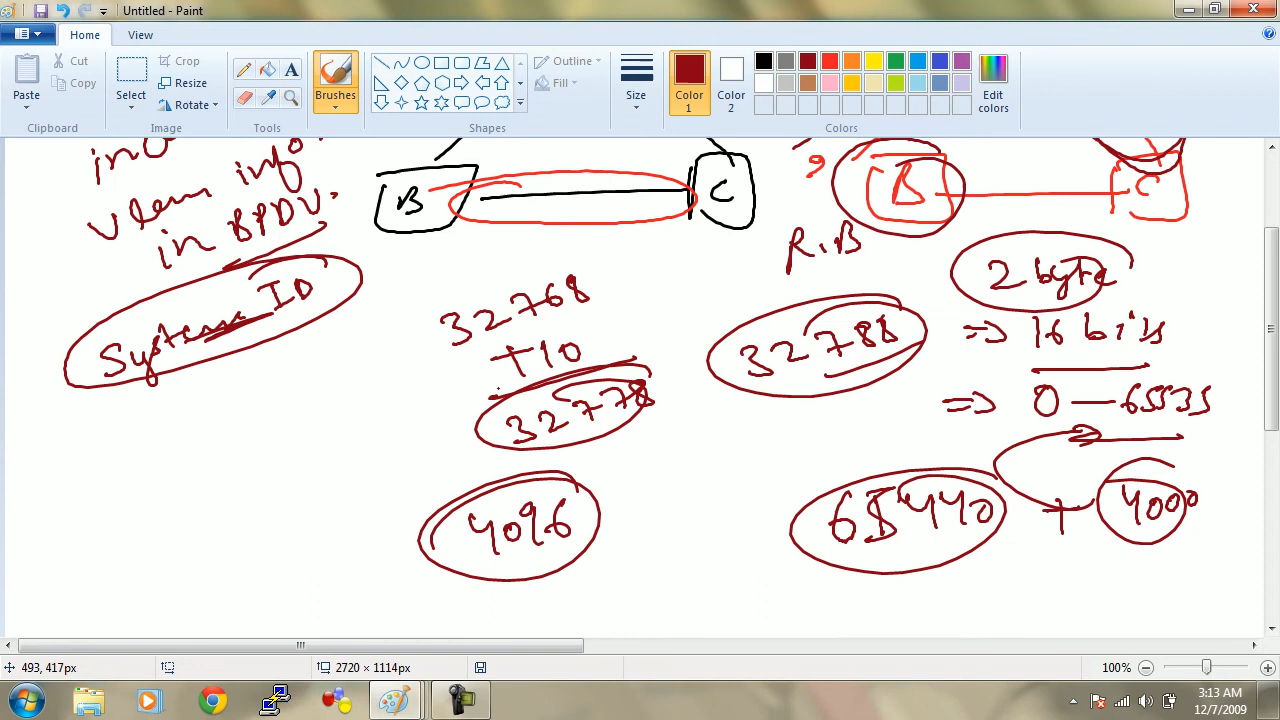 Untitled - Paint
Home
View
Paste
Cut
Copy
Clipboard
Select
Crop
Resize
Rotate
Image
A
Tools
Brushes
Shapes
Outline
Fill
Size
Color 1
Color 2
Edit colors
Colors
Vlan info
in BPDU
System ID
B
C
9
B
C
R.B
32768
+10
32778
4096
32788
2 byte
=> 16 bits
=> 0 — 65535
+ 4000
65440
493, 417px
2720 × 1114px
100%
3:13 AM
12/7/2009